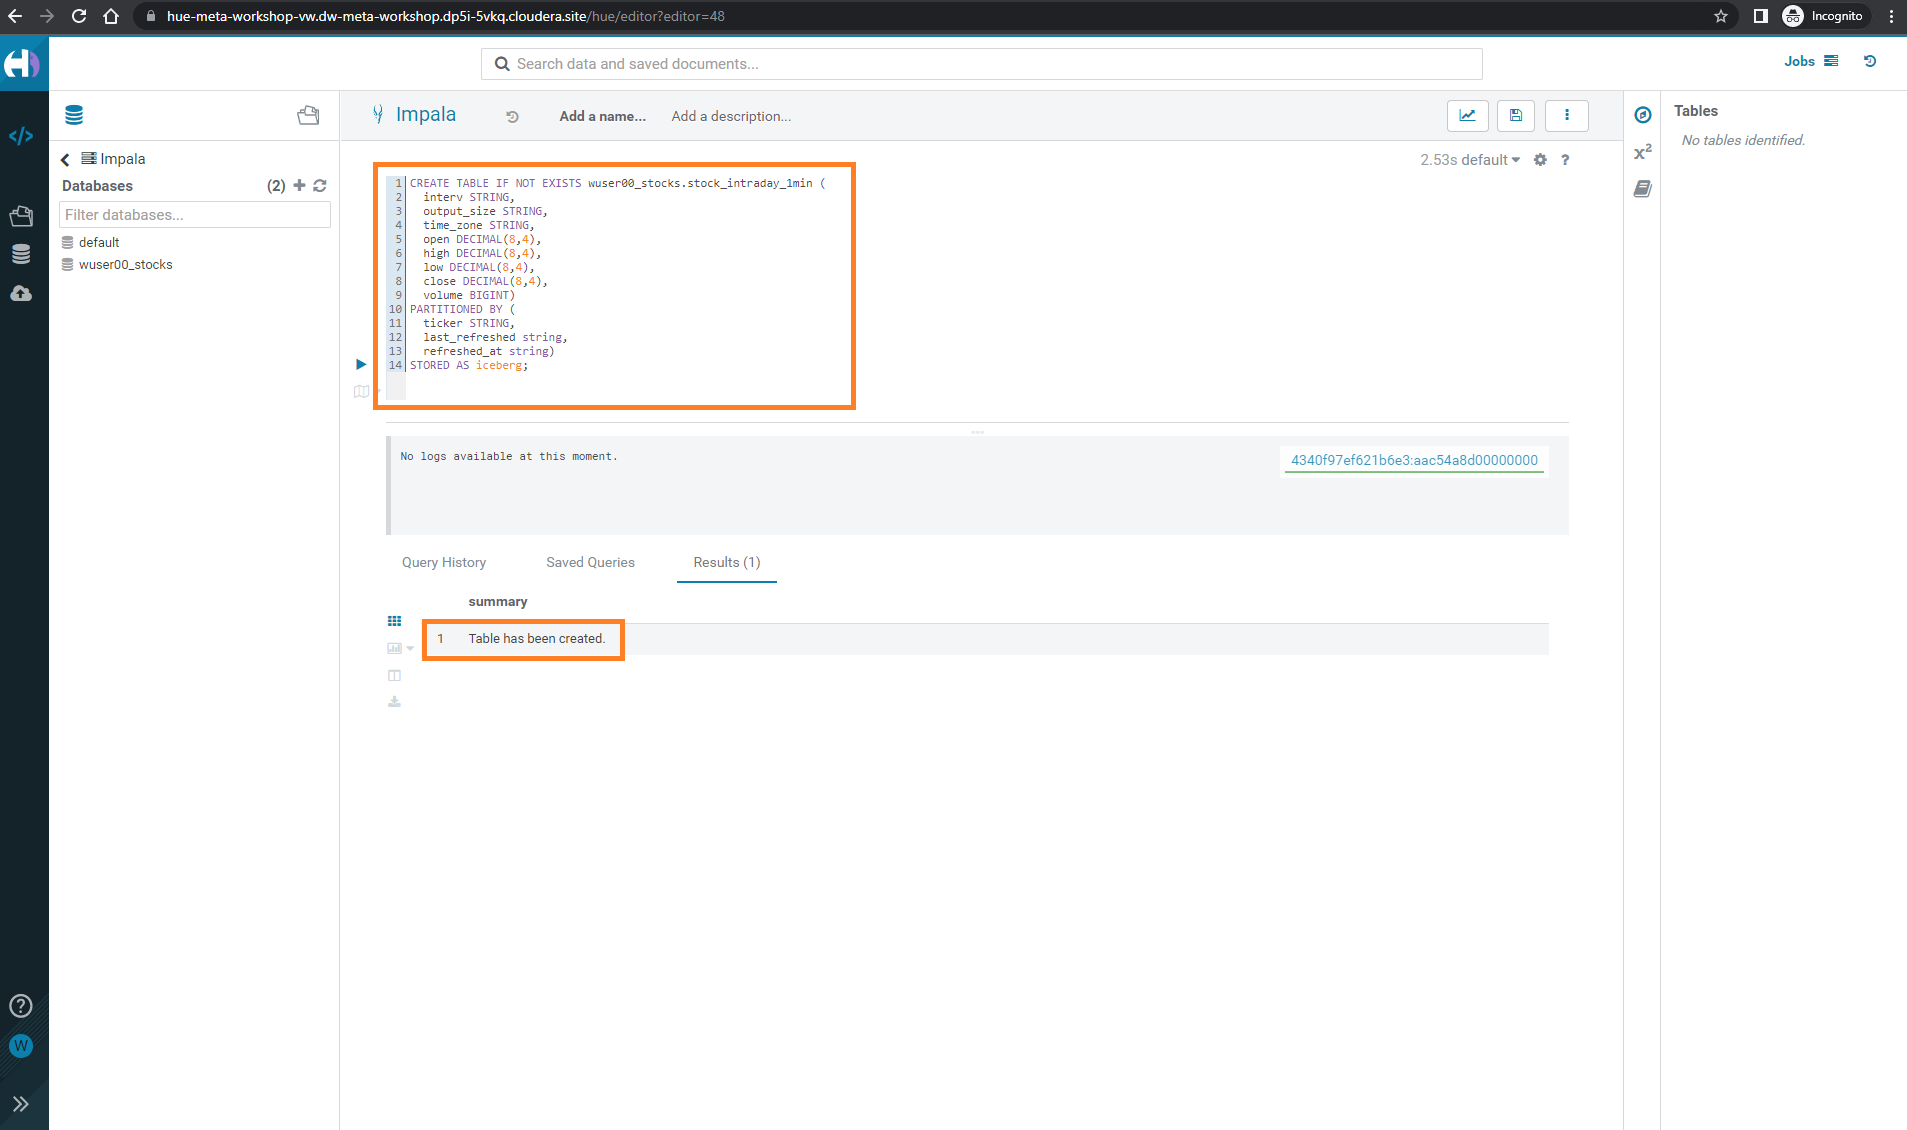 hue-meta-workshop-vw.dw-meta-workshop.dp5i-5vkq.cloudera.site/hue/editor?editor=48
Incognito
Search data and saved documents...
Jobs
Impala
Add a name...
Add a description...
Tables
No tables identified.
Impala
Databases
(2)
Filter databases...
default
wuser00_stocks
2.53s default
?
1 CREATE TABLE IF NOT EXISTS wuser00_stocks.stock_intraday_1min (
2 interv STRING,
3 output_size STRING,
4 time_zone STRING,
5 open DECIMAL(8,4),
6 high DECIMAL(8,4),
7 low DECIMAL(8,4),
8 close DECIMAL(8,4),
9 volume BIGINT)
10 PARTITIONED BY (
11 ticker STRING,
12 last_refreshed string,
13 refreshed_at string)
14 STORED AS iceberg;
x²
No logs available at this moment.
4340f97ef621b6e3:aac54a8d00000000
Query History
Saved Queries
Results (1)
summary
1 Table has been created.
?
W